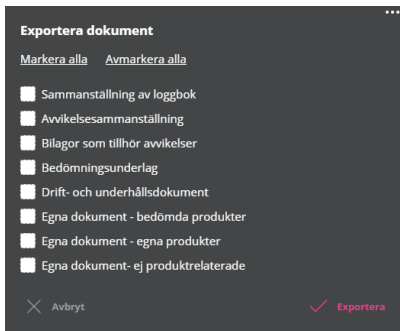 Exportera dokument
Markera alla Avmarkera alla
Sammanställning av loggbok
Avvikelsesammanställning
Bilagor som tillhör avvikelser
Bedömningsunderlag
Drift- och underhållsdokument
Egna dokument - bedömda produkter
Egna dokument - egna produkter
Egna dokument- ej produktrelaterade
Avbryt Exportera